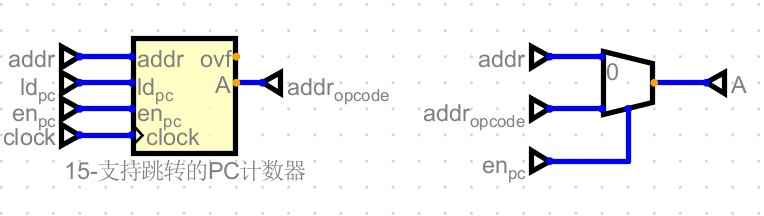 addr
ld_pc
en_pc
clock
addr ovf
ld_pc A
en_pc
clock
addr_opcode
15-支持跳转的PC计数器
addr
addr_opcode
en_pc
0
A